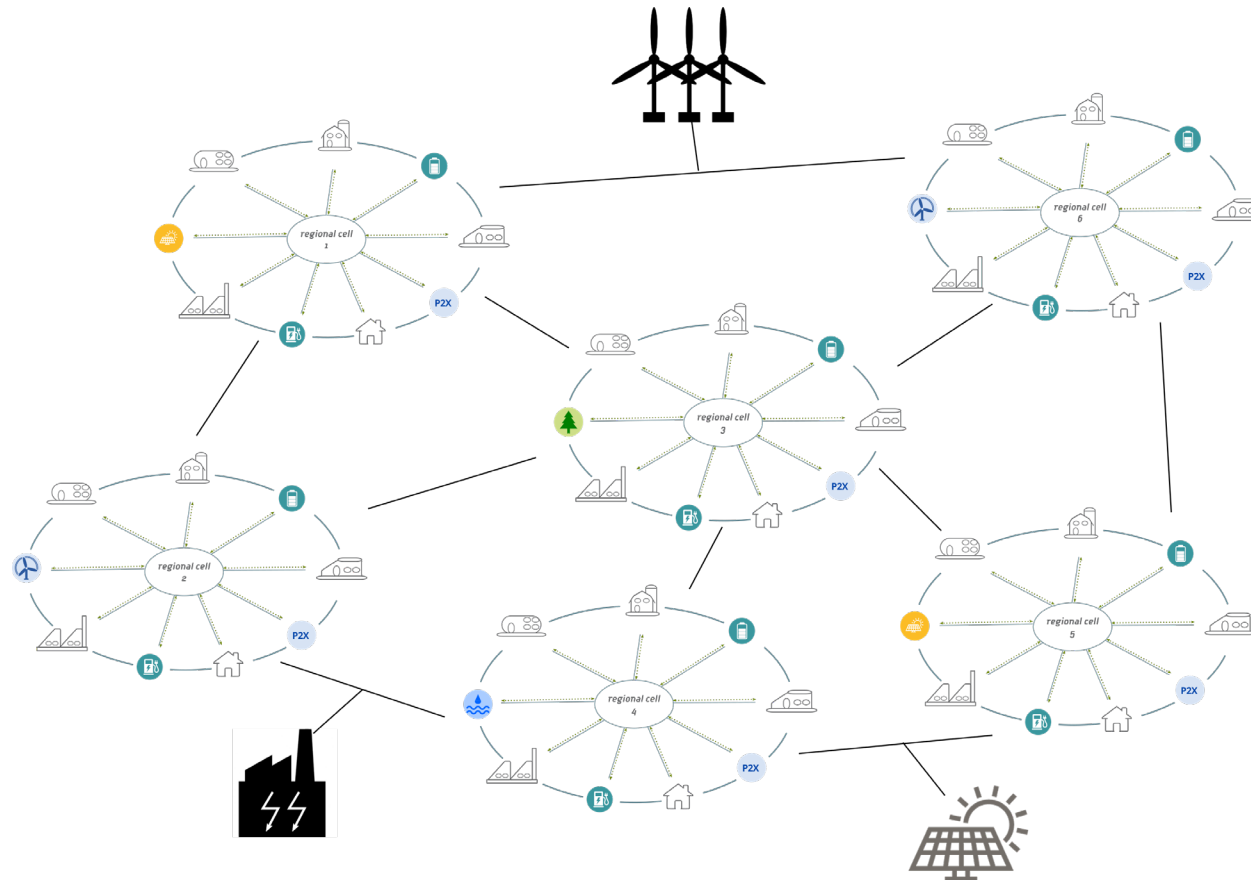 regional cell
1
P2X
regional cell
6
P2X
regional cell
3
P2X
regional cell
2
P2X
regional cell
4
P2X
regional cell
5
P2X